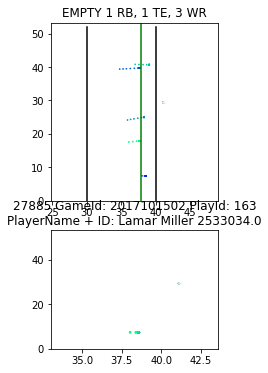 EMPTY 1 RB, 1 TE, 3 WR
50
40
30
20
10
0
25 30 35 40 45
27885 GameId: 2017101502 PlayId: 163
PlayerName + ID: Lamar Miller 2533034.0
40
20
0
35.0 37.5 40.0 42.5